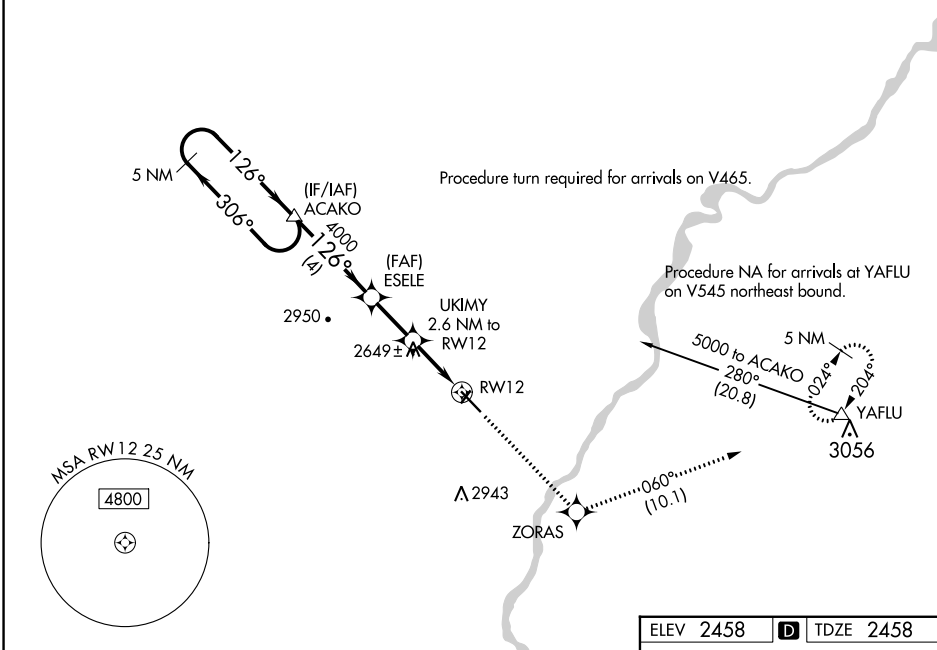 126°
5 NM
306°
(IF/IAF)
ACAKO
4000
126°
(4)
Procedure turn required for arrivals on V465.
(FAF)
ESELE
2950
UKIMY
2.6 NM to
RW12
2649±
RW12
Procedure NA for arrivals at YAFLU
on V545 northeast bound.
5 NM
5000 to ACAKO
280°
(20.8)
024°
204°
YAFLU
3056
MSA RW12 25 NM
4800
2943
060°
(10.1)
ZORAS
ELEV 2458 D TDZE 2458